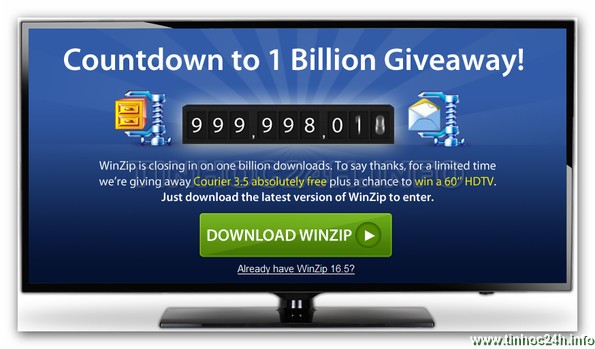 Countdown to 1 Billion Giveaway!
999,998,01
WinZip is closing in on one billion downloads. To say thanks, for a limited time
we're giving away Courier 3.5 absolutely free plus a chance to win a 60" HDTV.
Just download the latest version of WinZip to enter.
DOWNLOAD WINZIP
Already have WinZip 16.5?
www.tinhoc24h.info